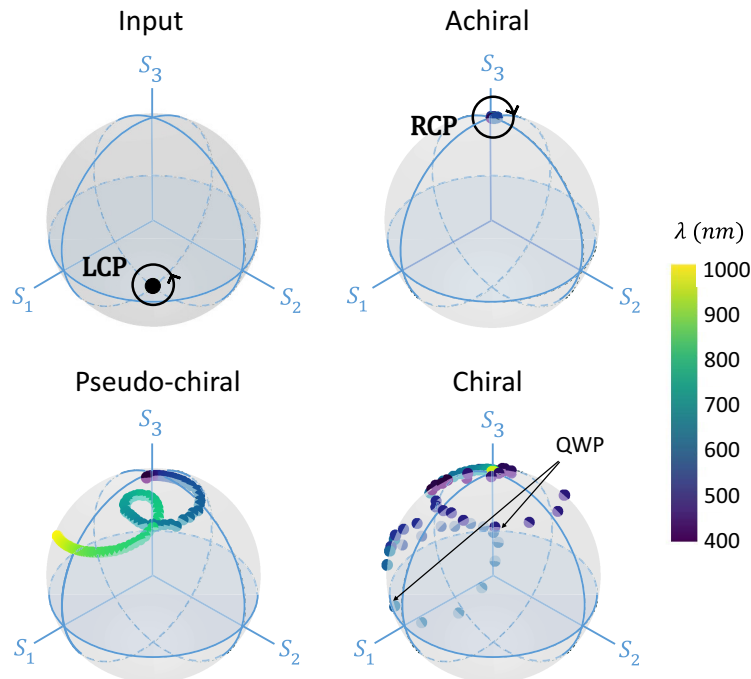 Input
Achiral
S3
S3
RCP
λ (nm)
LCP
1000
900
S1
S2
S1
S2
800
Pseudo-chiral
Chiral
700
S3
S3
QWP
600
500
400
S1
S2
S1
S2